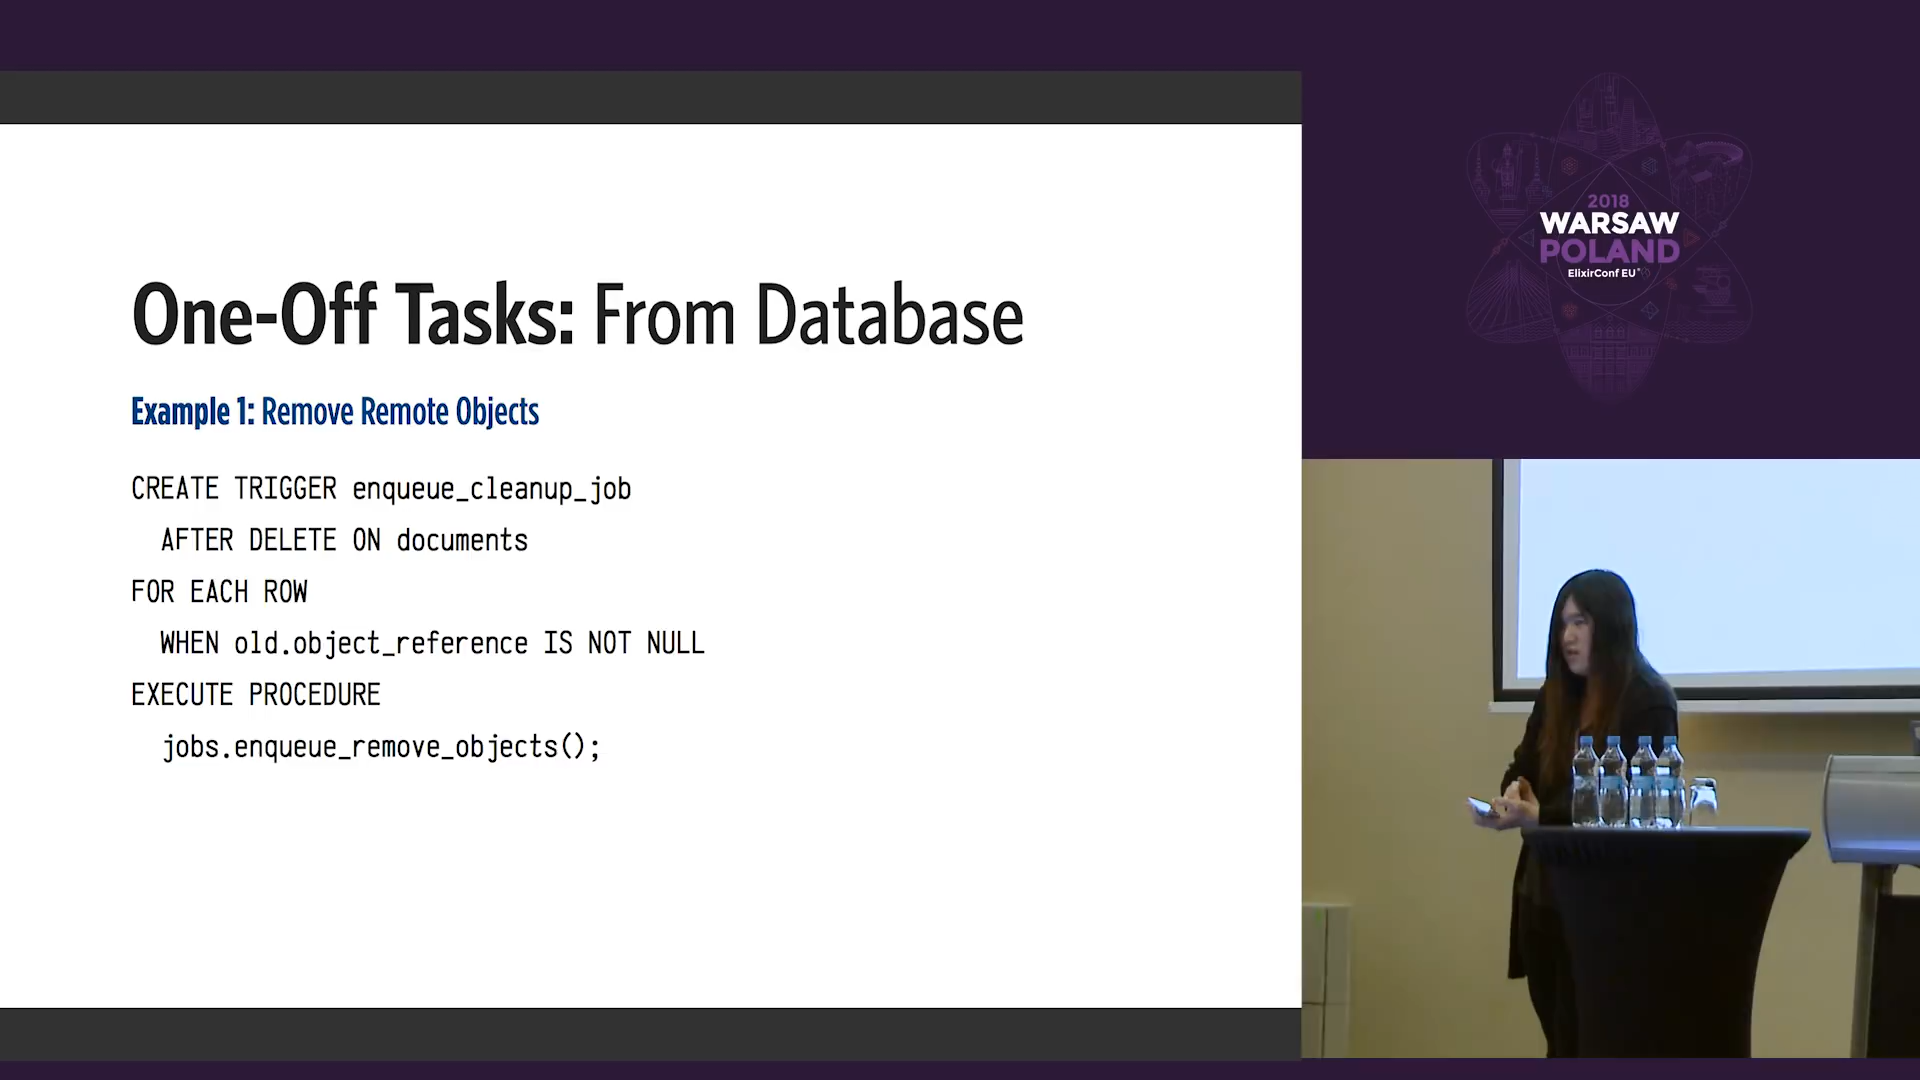 One-Off Tasks: From Database
Example 1: Remove Remote Objects
CREATE TRIGGER enqueue_cleanup_job
AFTER DELETE ON documents
FOR EACH ROW
WHEN old.object_reference IS NOT NULL
EXECUTE PROCEDURE
jobs.enqueue_remove_objects();
2018
WARSAW
POLAND
ElixirConf EU